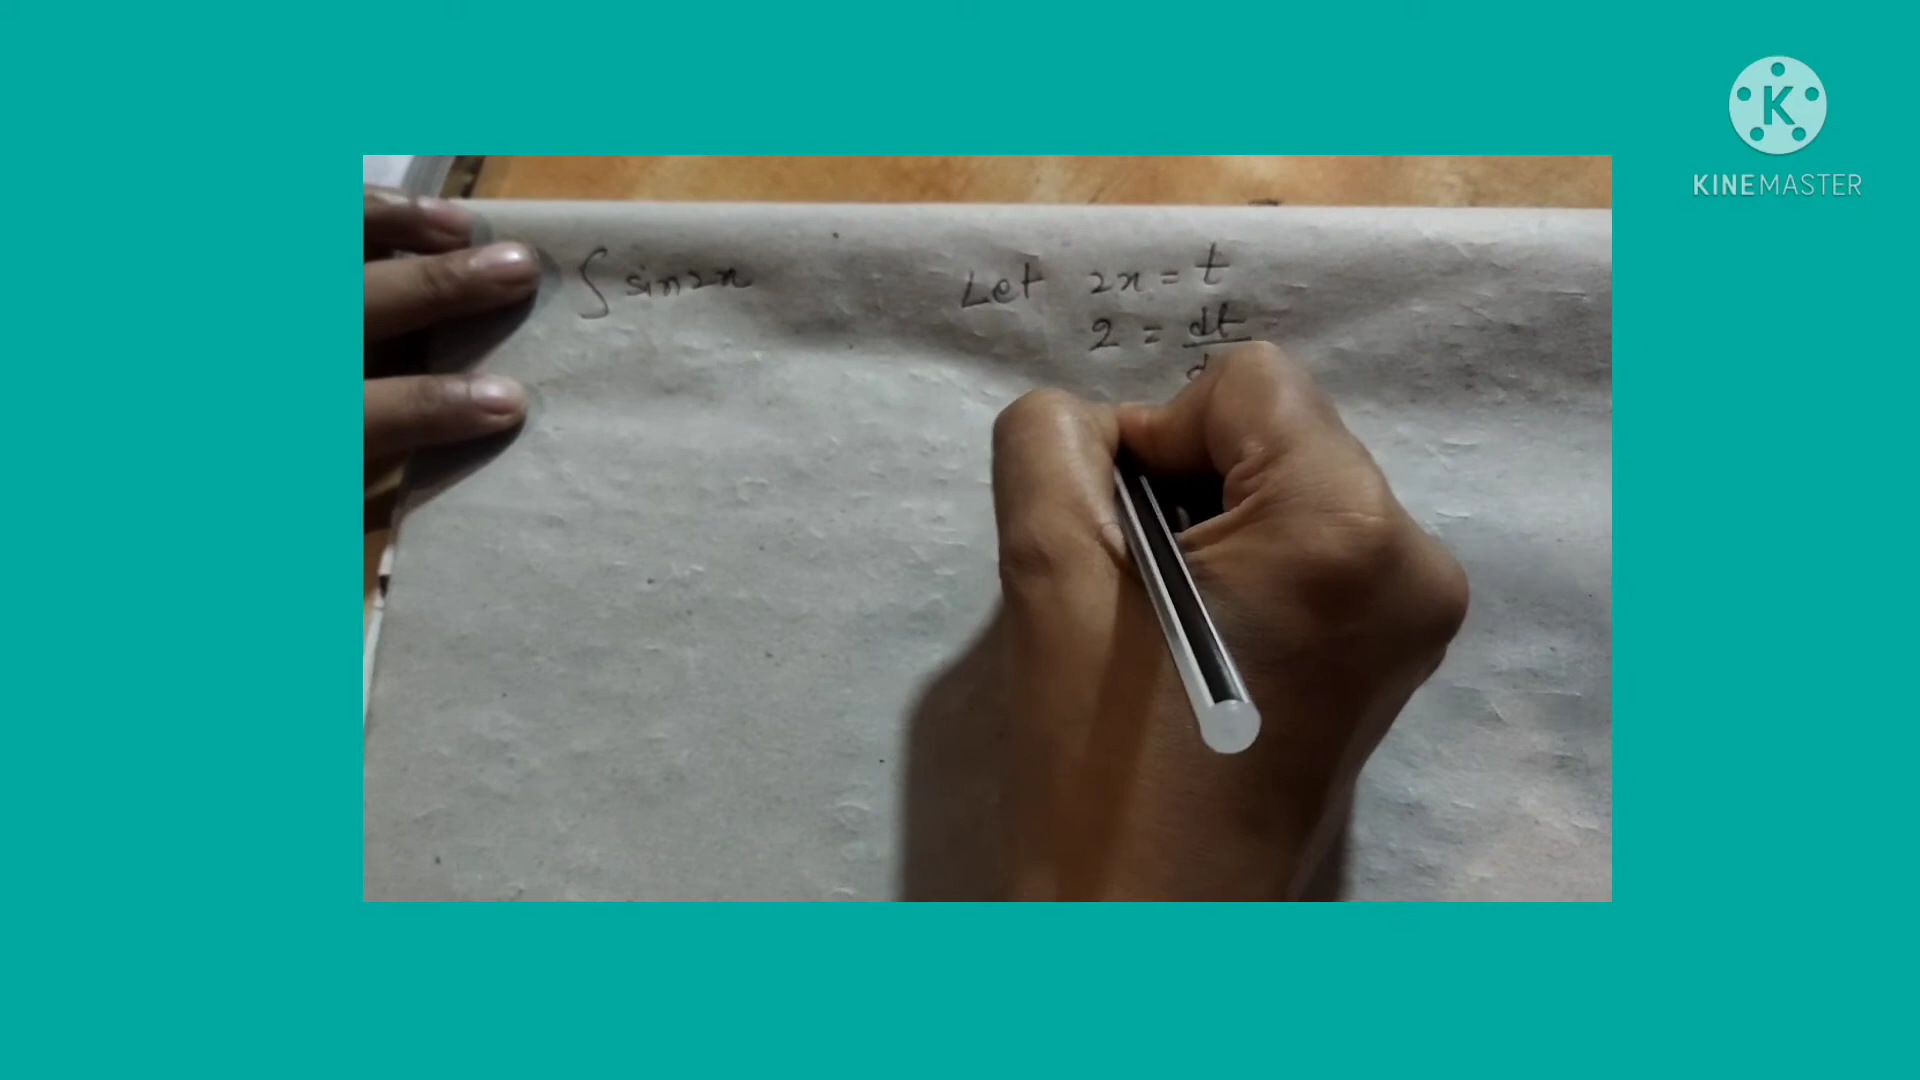 ∫ sin2x
Let 2x = t
2 = dt
K
KINEMASTER